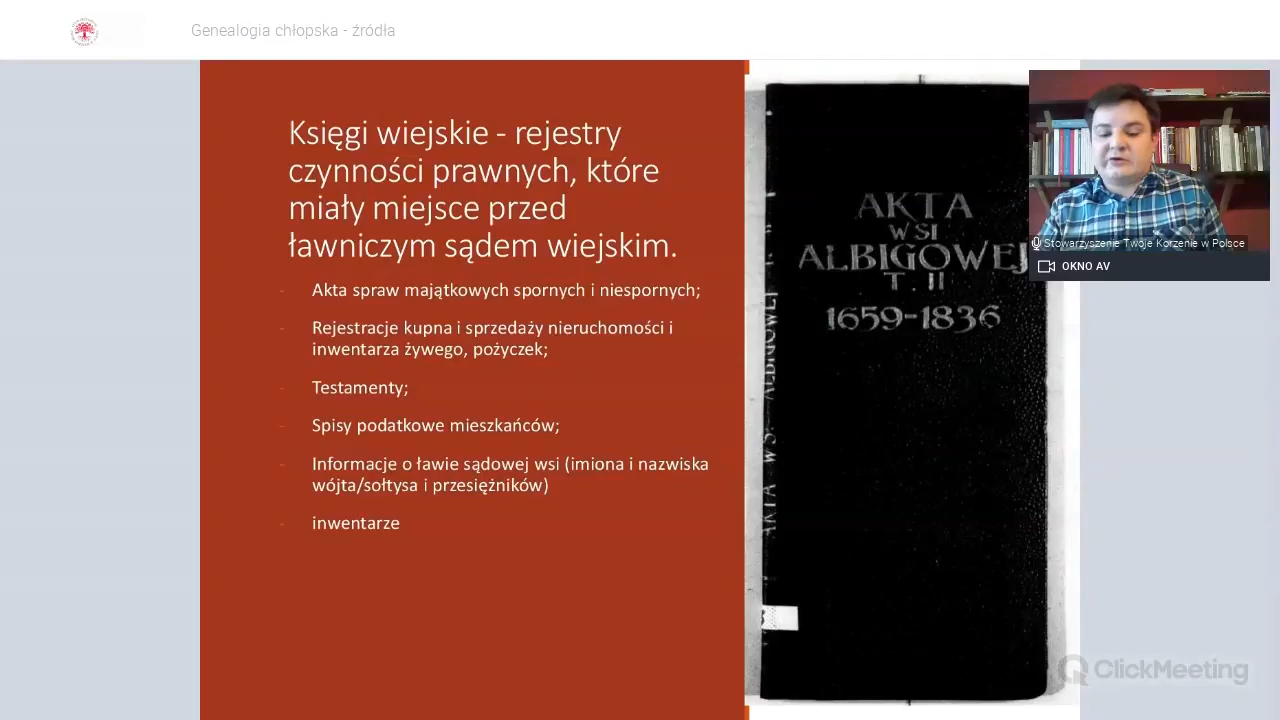 Genealogia chłopska - źródła
Księgi wiejskie - rejestry
czynności prawnych, które
miały miejsce przed
ławniczym sądem wiejskim.
- Akta spraw majątkowych spornych i niespornych;
- Rejestracje kupna i sprzedaży nieruchomości i
inwentarza żywego, pożyczek;
- Testamenty;
- Spisy podatkowe mieszkańców;
- Informacje o ławie sądowej wsi (imiona i nazwiska
wójta/sołtysa i przesiężników)
- inwentarze
AKTA
WSI
ALBIGOWEJ
T. II
1659-1836
AKTA WSI ALBIGOWEJ
Stowarzyszenie Twoje Korzenie w Polsce
OKNO AV
ClickMeeting